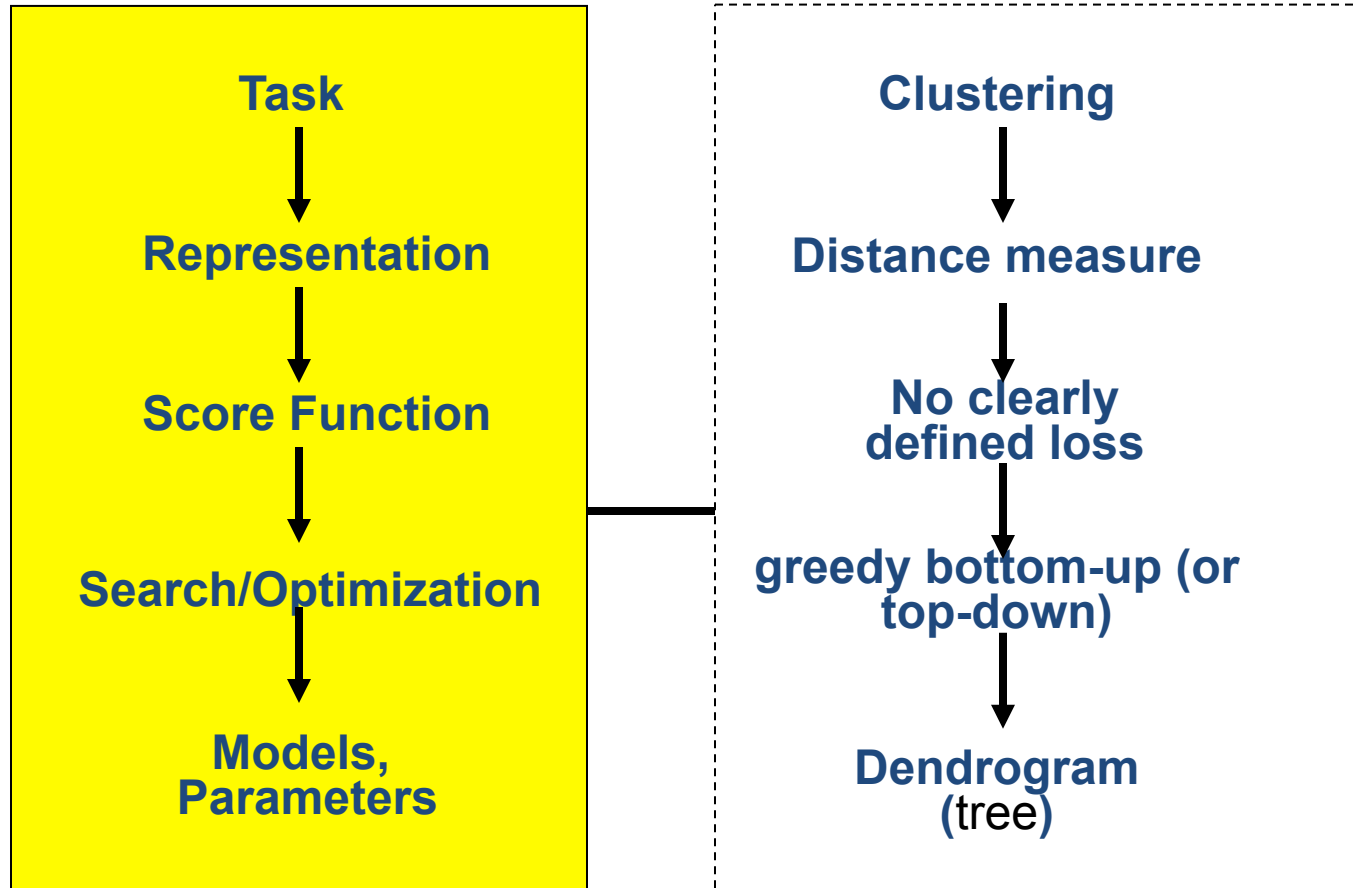 Task
Representation
Score Function
Search/Optimization
Models,
Parameters
Clustering
Distance measure
No clearly
defined loss
greedy bottom-up (or
top-down)
Dendrogram
(tree)